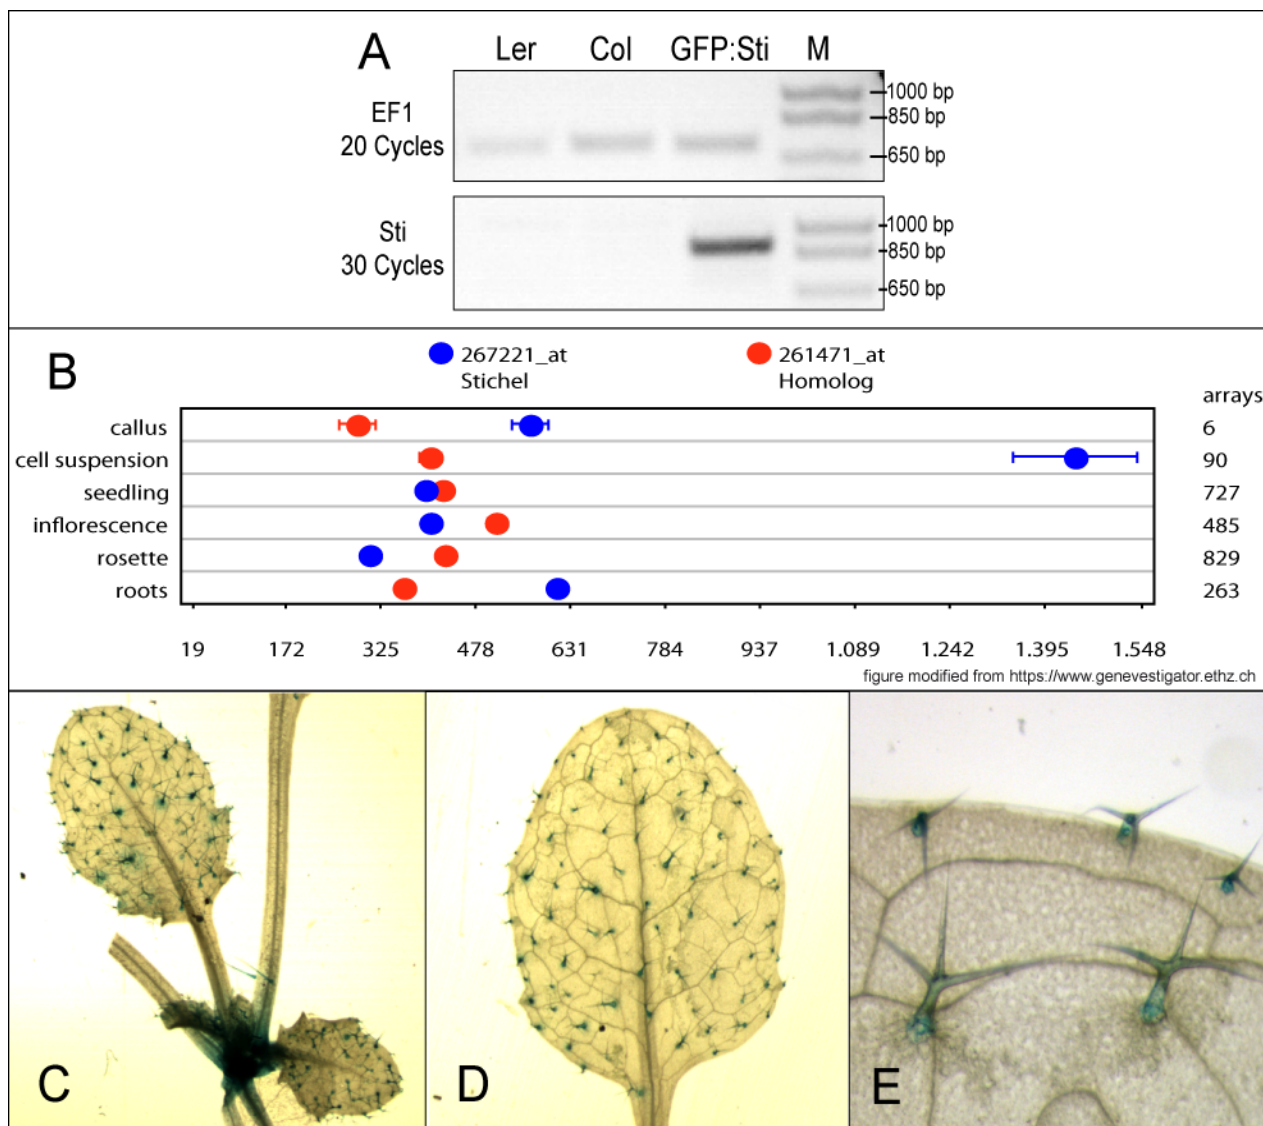 A
Ler Col GFP:Sti M
EF1
20 Cycles
1000 bp
850 bp
650 bp
Sti
30 Cycles
1000 bp
850 bp
650 bp
B
267221_at
Stichel
261471_at
Homolog
arrays
callus 6
cell suspension 90
seedling 727
inflorescence 485
rosette 829
roots 263
19 172 325 478 631 784 937 1.089 1.242 1.395 1.548
figure modified from https://www.genevestigator.ethz.ch
C
D
E